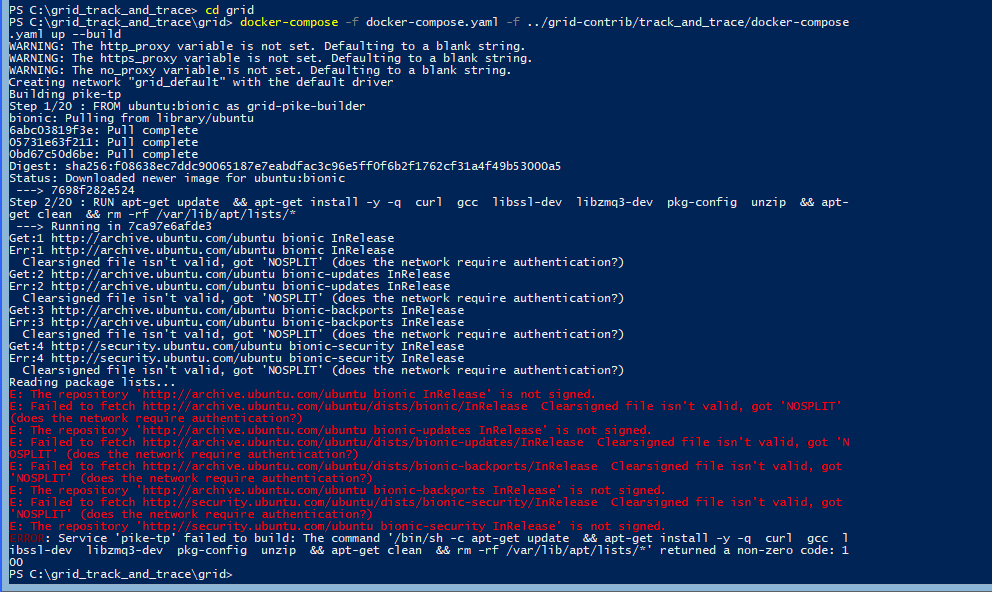 PS C:\grid_track_and_trace> cd grid
PS C:\grid_track_and_trace\grid> docker-compose -f docker-compose.yaml -f ../grid-contrib/track_and_trace/docker-compose
.yaml up --build
WARNING: The http_proxy variable is not set. Defaulting to a blank string.
WARNING: The https_proxy variable is not set. Defaulting to a blank string.
WARNING: The no_proxy variable is not set. Defaulting to a blank string.
Creating network "grid_default" with the default driver
Building pike-tp
Step 1/20 : FROM ubuntu:bionic as grid-pike-builder
bionic: Pulling from library/ubuntu
6abc03819f3e: Pull complete
05731e63f211: Pull complete
0bd67c50d6be: Pull complete
Digest: sha256:f08638ec7ddc90065187e7eabdfac3c96e5ff0f6b2f1762cf31a4f49b53000a5
Status: Downloaded newer image for ubuntu:bionic
 ---> 7698f282e524
Step 2/20 : RUN apt-get update  && apt-get install -y -q  curl  gcc  libssl-dev  libzmq3-dev  pkg-config  unzip  && apt-
get clean  && rm -rf /var/lib/apt/lists/*
 ---> Running in 7ca97e6afde3
Get:1 http://archive.ubuntu.com/ubuntu bionic InRelease
Err:1 http://archive.ubuntu.com/ubuntu bionic InRelease
  Clearsigned file isn't valid, got 'NOSPLIT' (does the network require authentication?)
Get:2 http://archive.ubuntu.com/ubuntu bionic-updates InRelease
Err:2 http://archive.ubuntu.com/ubuntu bionic-updates InRelease
  Clearsigned file isn't valid, got 'NOSPLIT' (does the network require authentication?)
Get:3 http://archive.ubuntu.com/ubuntu bionic-backports InRelease
Err:3 http://archive.ubuntu.com/ubuntu bionic-backports InRelease
  Clearsigned file isn't valid, got 'NOSPLIT' (does the network require authentication?)
Get:4 http://security.ubuntu.com/ubuntu bionic-security InRelease
Err:4 http://security.ubuntu.com/ubuntu bionic-security InRelease
  Clearsigned file isn't valid, got 'NOSPLIT' (does the network require authentication?)
Reading package lists...
E: The repository 'http://archive.ubuntu.com/ubuntu bionic InRelease' is not signed.
E: Failed to fetch http://archive.ubuntu.com/ubuntu/dists/bionic/InRelease  Clearsigned file isn't valid, got 'NOSPLIT'
(does the network require authentication?)
E: The repository 'http://archive.ubuntu.com/ubuntu bionic-updates InRelease' is not signed.
E: Failed to fetch http://archive.ubuntu.com/ubuntu/dists/bionic-updates/InRelease  Clearsigned file isn't valid, got 'N
OSPLIT' (does the network require authentication?)
E: Failed to fetch http://archive.ubuntu.com/ubuntu/dists/bionic-backports/InRelease  Clearsigned file isn't valid, got
'NOSPLIT' (does the network require authentication?)
E: The repository 'http://archive.ubuntu.com/ubuntu bionic-backports InRelease' is not signed.
E: Failed to fetch http://security.ubuntu.com/ubuntu/dists/bionic-security/InRelease  Clearsigned file isn't valid, got
'NOSPLIT' (does the network require authentication?)
E: The repository 'http://security.ubuntu.com/ubuntu bionic-security InRelease' is not signed.
ERROR: Service 'pike-tp' failed to build: The command '/bin/sh -c apt-get update  && apt-get install -y -q  curl  gcc  l
ibssl-dev  libzmq3-dev  pkg-config  unzip  && apt-get clean  && rm -rf /var/lib/apt/lists/*' returned a non-zero code: 1
00
PS C:\grid_track_and_trace\grid>